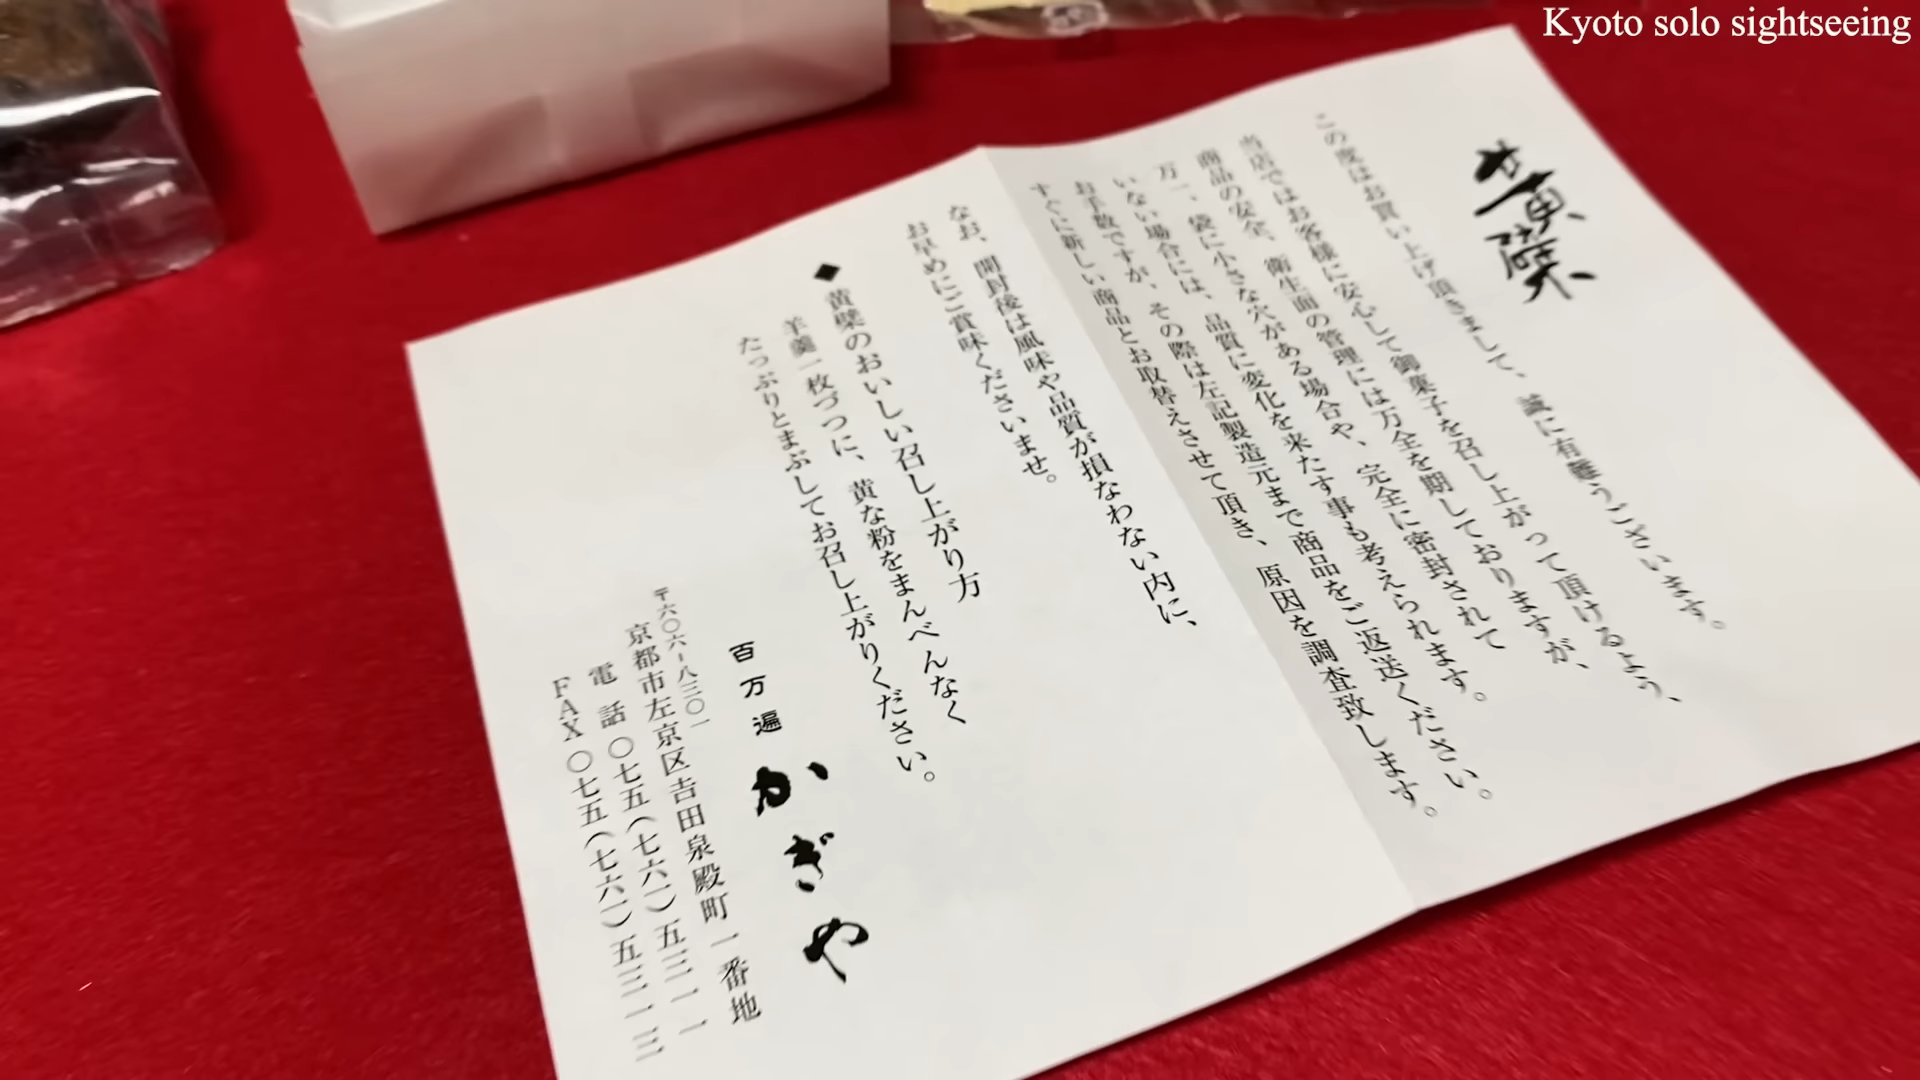 Kyoto solo sightseeing
黄檗
この度はお買い上げ頂きまして、誠に有難うございます。
当店ではお客様に安心して御菓子を召し上がって頂けるよう、
商品の安全、衛生面の管理には万全を期しておりますが、
万一、袋に小さな穴がある場合や、完全に密封されて
いない場合には、品質に変化を来たす事も考えられます。
お手数ですが、その際は左記製造元まで商品をご返送ください。
すぐに新しい商品とお取替えさせて頂き、原因を調査致します。
なお、開封後は風味や品質が損なわない内に、
お早めにご賞味くださいませ。
◆黄檗のおいしい召し上がり方
羊羹一枚づつに、黄な粉をまんべんなく
たっぷりとまぶしてお召し上がりください。
百万遍 かぎや
〒六〇六-八三〇一
京都市左京区吉田泉殿町一番地
電話〇七五(七六一)五三一一
FAX〇七五(七六一)五三一三